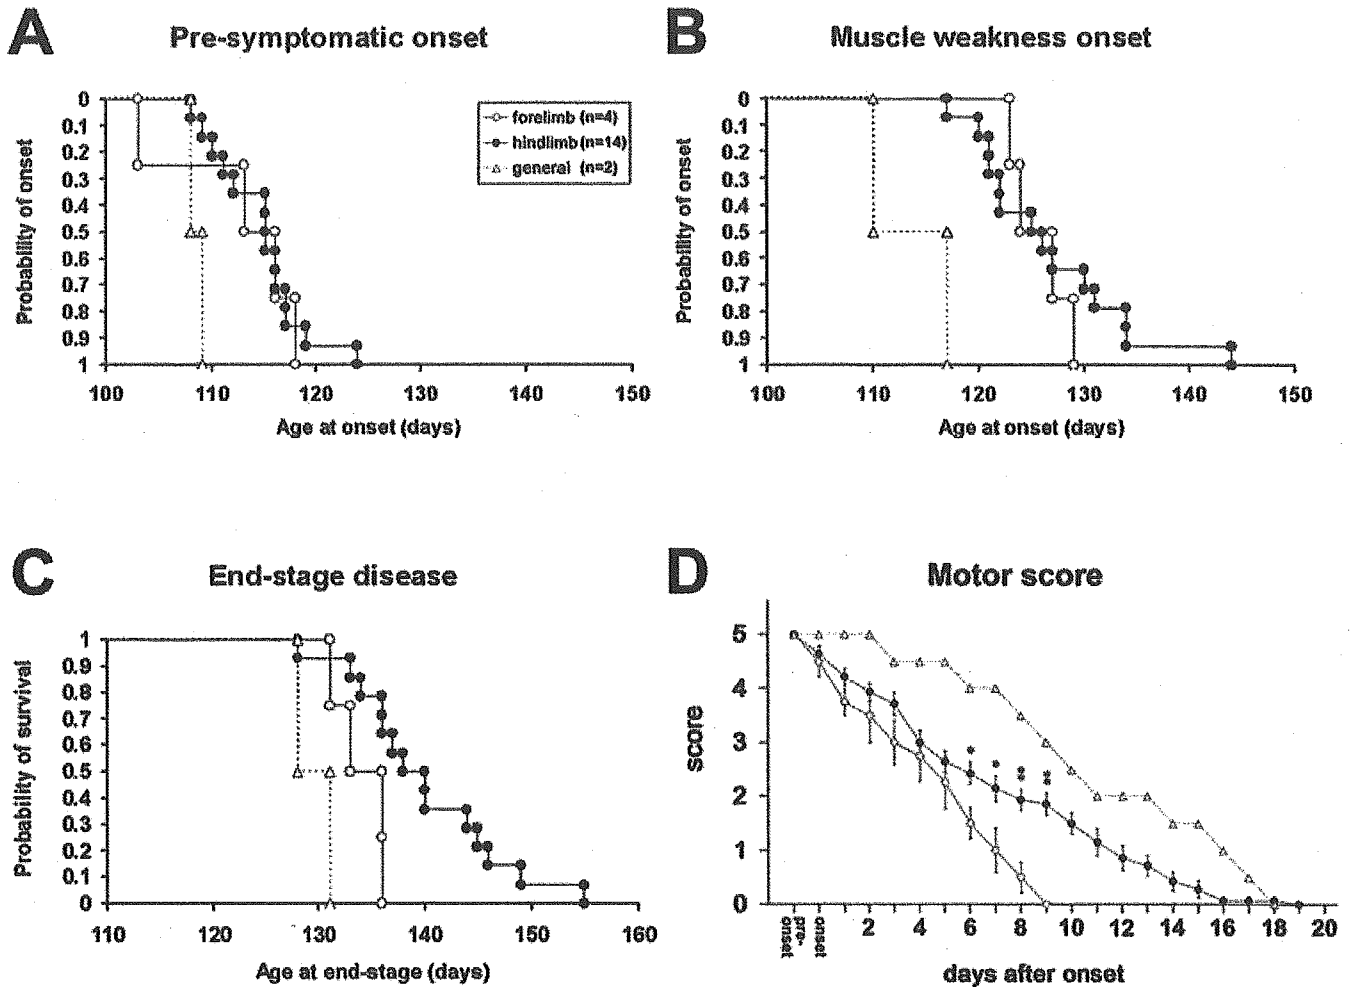 A
Pre-symptomatic onset
Probability of onset
0
0.1
0.2
0.3
0.4
0.5
0.6
0.7
0.8
0.9
1
forelimb (n=4)
hindlimb (n=14)
general (n=2)
100 110 120 130 140 150
Age at onset (days)
B
Muscle weakness onset
Probability of onset
0
0.1
0.2
0.3
0.4
0.5
0.6
0.7
0.8
0.9
1
100 110 120 130 140 150
Age at onset (days)
C
End-stage disease
Probability of survival
1
0.9
0.8
0.7
0.6
0.5
0.4
0.3
0.2
0.1
0
110 120 130 140 150 160
Age at end-stage (days)
D
Motor score
score
5
4
3
2
1
0
* * ** **
pre-
onset
onset
2 4 6 8 10 12 14 16 18 20
days after onset